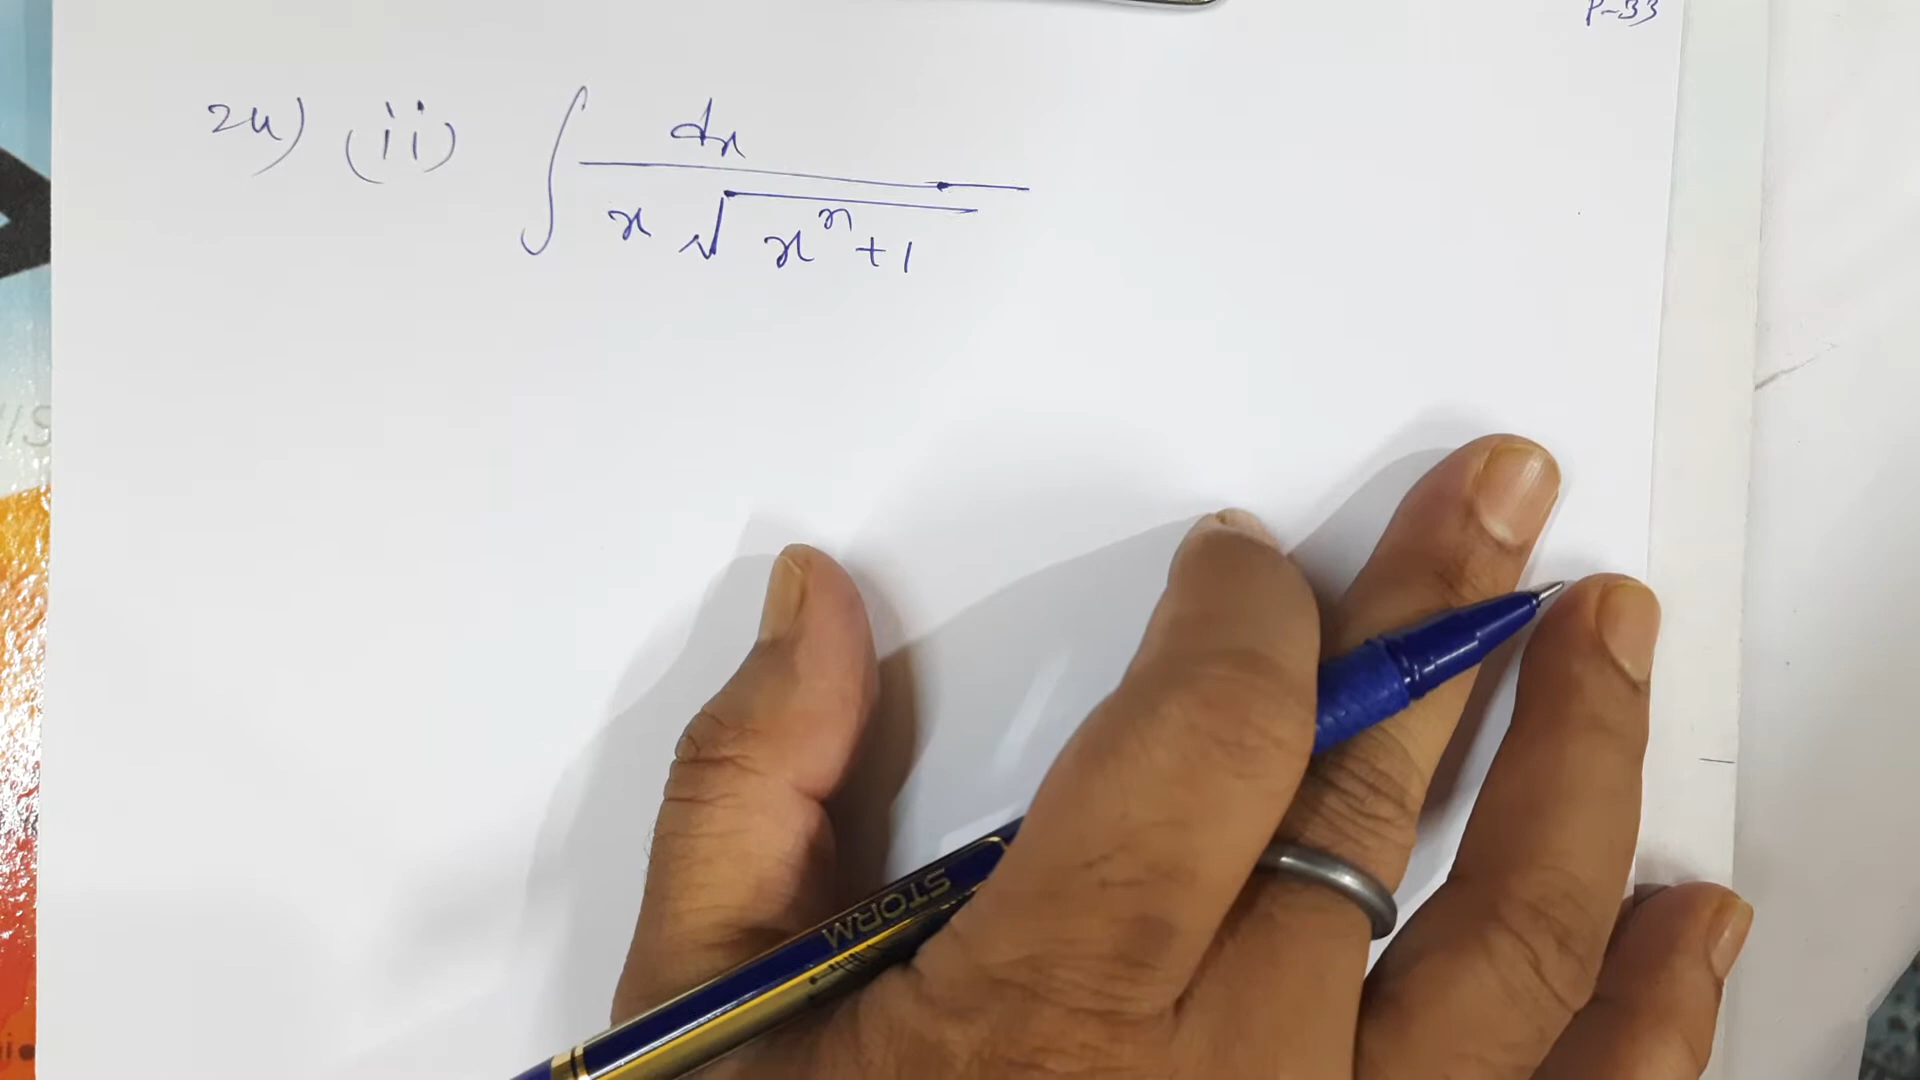 P-33
24) (ii) ∫ dx / x √(xⁿ+1)
STORM